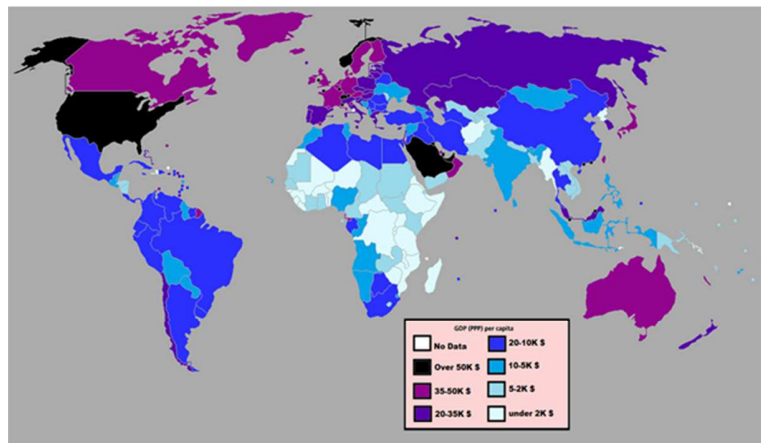 GDP (PPP) per capita
No Data
Over 50K $
35-50K $
20-35K $
20-10K $
10-5K $
5-2K $
under 2K $